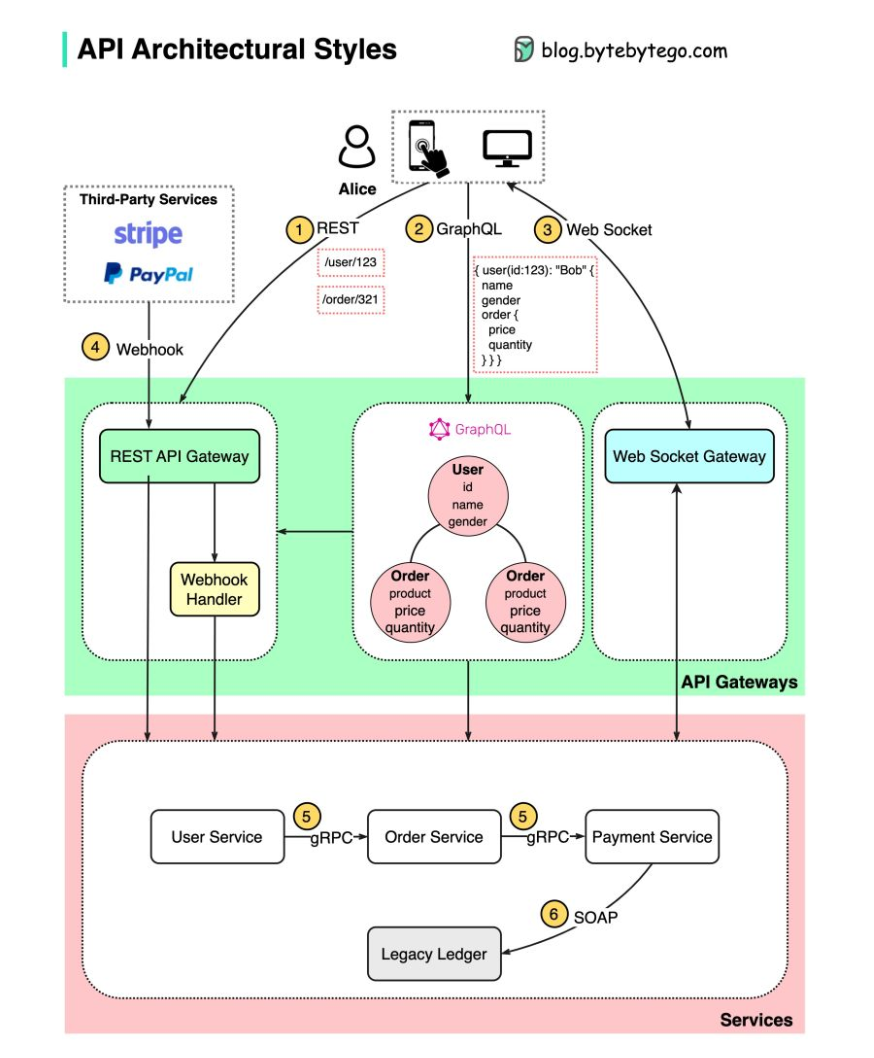 API Architectural Styles
blog.bytebytego.com
Alice
Third-Party Services
stripe
PayPal
1 REST
/user/123
/order/321
2 GraphQL
{ user(id:123): "Bob" {
name
gender
order {
price
quantity
} } }
3 Web Socket
4 Webhook
REST API Gateway
Webhook
Handler
GraphQL
User
id
name
gender
Order
product
price
quantity
Order
product
price
quantity
Web Socket Gateway
API Gateways
User Service
5
gRPC
Order Service
5
gRPC
Payment Service
6 SOAP
Legacy Ledger
Services